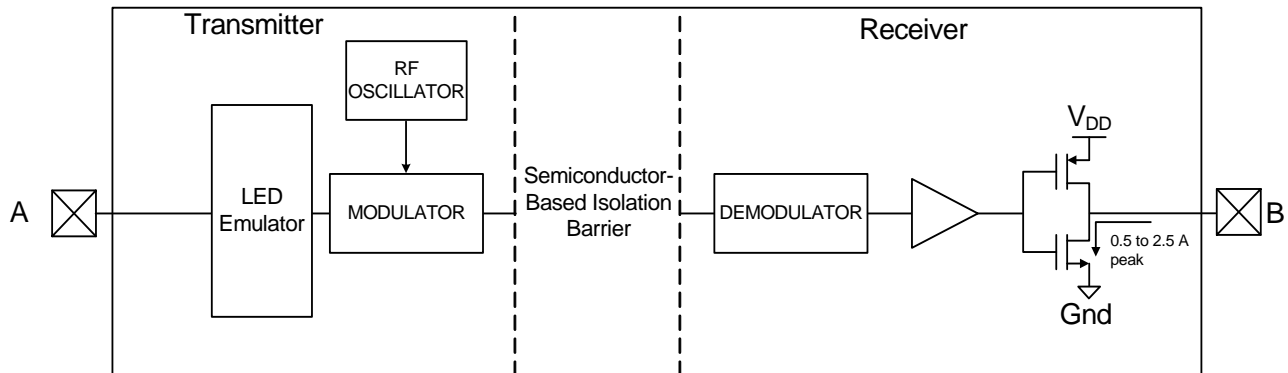 Transmitter
Receiver
RF
OSCILLATOR
V_DD
A
LED
Emulator
MODULATOR
Semiconductor-
Based Isolation
Barrier
DEMODULATOR
B
0.5 to 2.5 A
peak
Gnd